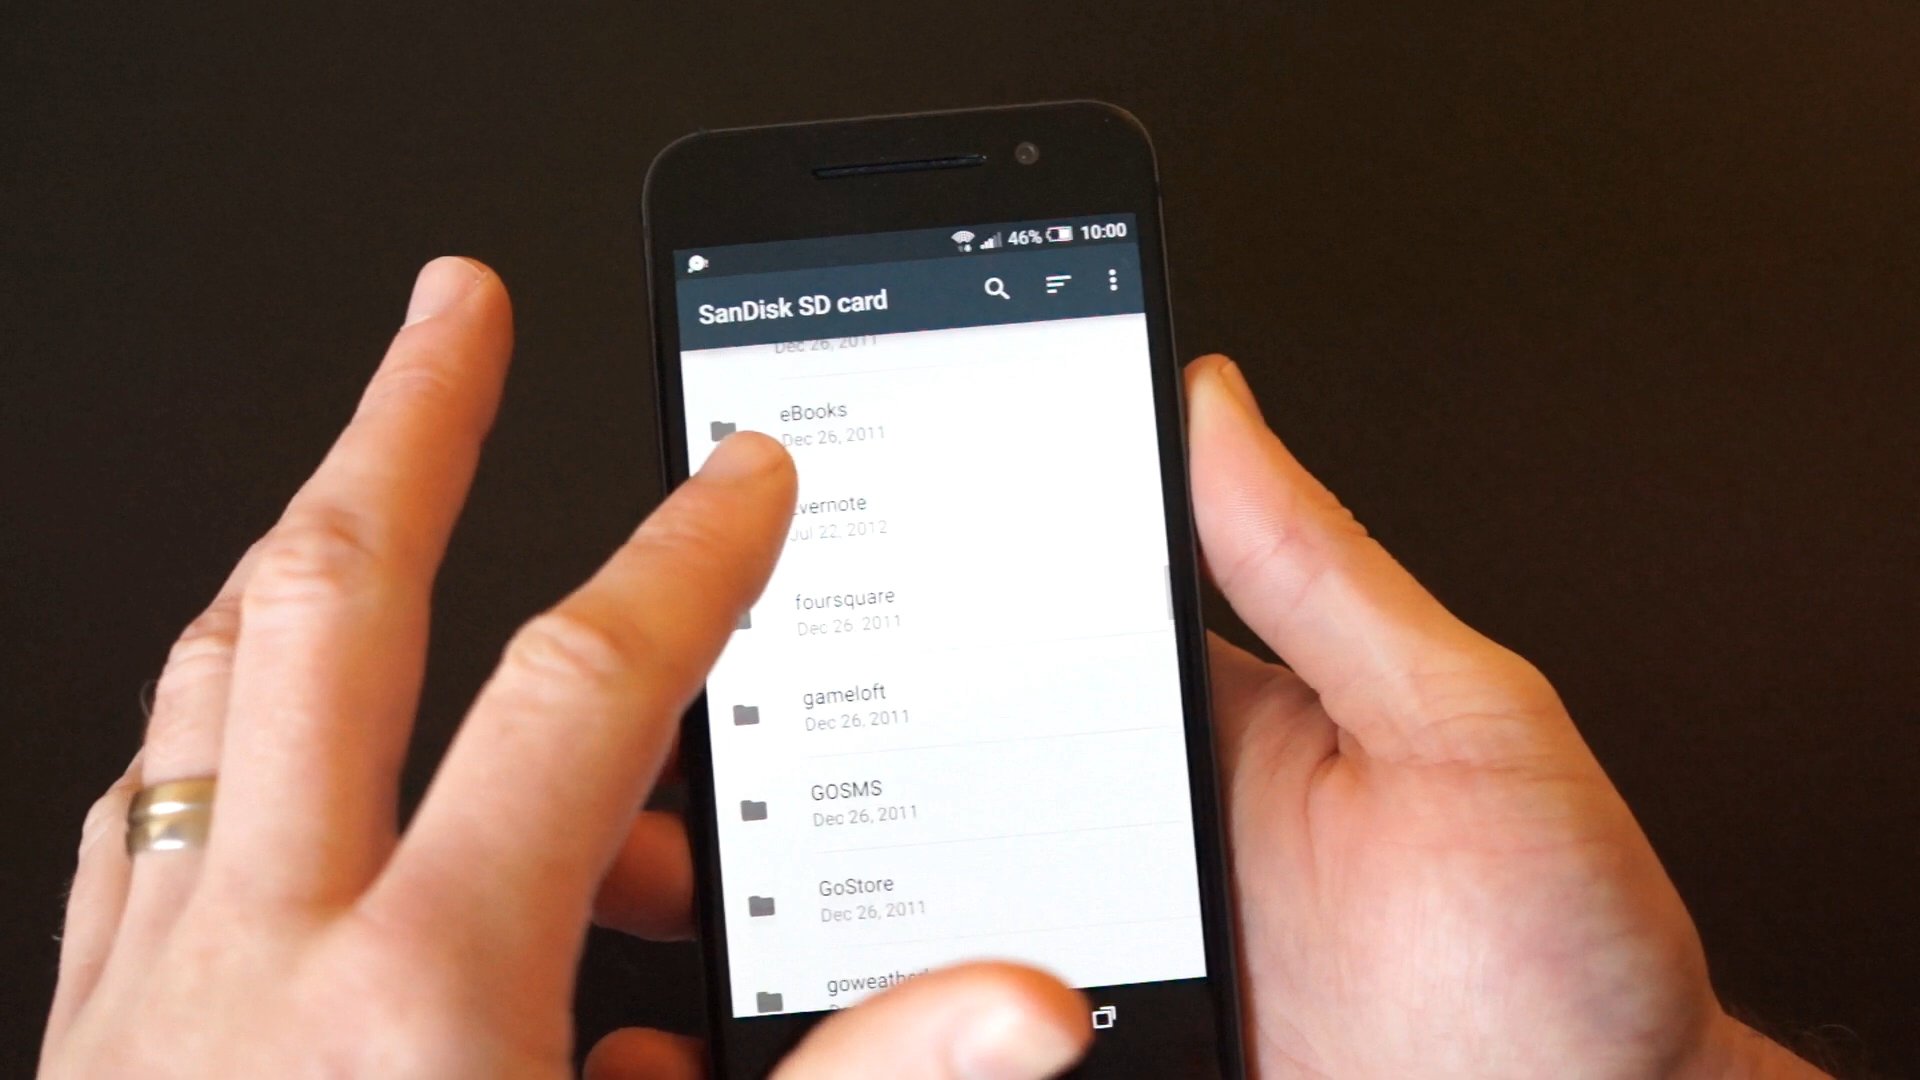 46% 10:00
SanDisk SD card
Dec 26, 2011
eBooks
Dec 26, 2011
Evernote
Jul 22, 2012
foursquare
Dec 26 2011
gameloft
Dec 26, 2011
GOSMS
Dec 26, 2011
GoStore
Dec 26, 2011